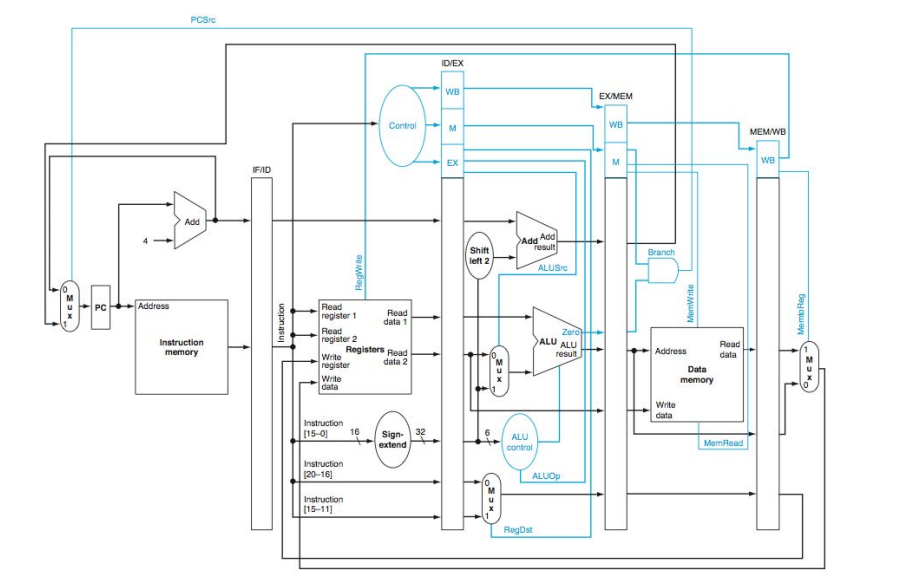 PCSrc
ID/EX
WB
EX/MEM
Control
M
WB
MEM/WB
EX
M
WB
IF/ID
Add
4
Add
Add
result
Shift
left 2
ALUSrc
Branch
RegWrite
MemWrite
MemtoReg
0
M
u
x
1
PC
Address
Instruction
memory
Instruction
Read
register 1
Read
data 1
Read
register 2
Registers
Read
data 2
Write
register
Write
data
0
M
u
x
1
Zero
ALU
ALU
result
Address
Read
data
Data
memory
Write
data
1
M
u
x
0
MemRead
Instruction
[15–0]
16
Sign-
extend
32
6
ALU
control
ALUOp
Instruction
[20–16]
Instruction
[15–11]
0
M
u
x
1
RegDst